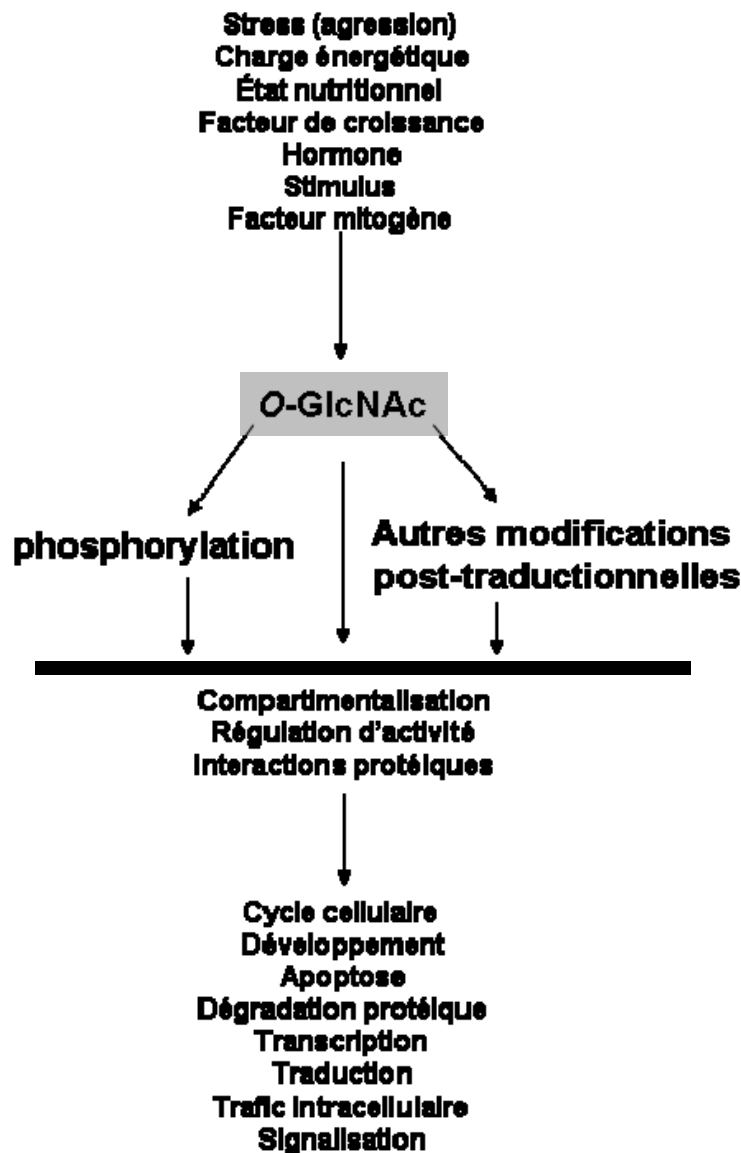 Stress (agression)
Charge énergétique
État nutritionnel
Facteur de croissance
Hormone
Stimulus
Facteur mitogène
O-GlcNAc
phosphorylation
Autres modifications
post-traductionnelles
Compartimentalisation
Régulation d'activité
Interactions protéiques
Cycle cellulaire
Développement
Apoptose
Dégradation protéique
Transcription
Traduction
Trafic intracellulaire
Signalisation